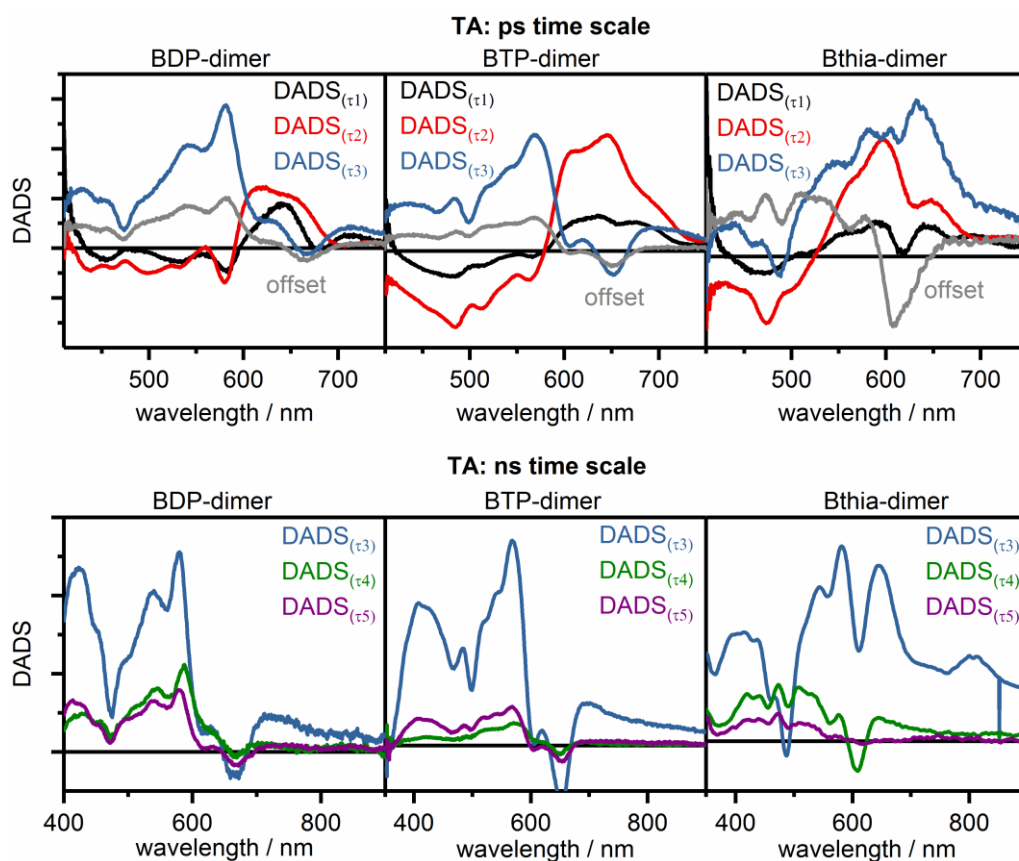 TA: ps time scale
BDP-dimer BTP-dimer Bthia-dimer
DADS(τ1) DADS(τ1) DADS(τ1)
DADS(τ2) DADS(τ2) DADS(τ2)
DADS(τ3) DADS(τ3) DADS(τ3)
DADS
offset offset offset
500 600 700 500 600 700 500 600 700
wavelength / nm wavelength / nm wavelength / nm
TA: ns time scale
BDP-dimer BTP-dimer Bthia-dimer
DADS(τ3) DADS(τ3) DADS(τ3)
DADS(τ4) DADS(τ4) DADS(τ4)
DADS(τ5) DADS(τ5) DADS(τ5)
DADS
400 600 800 400 600 800 400 600 800
wavelength / nm wavelength / nm wavelength / nm